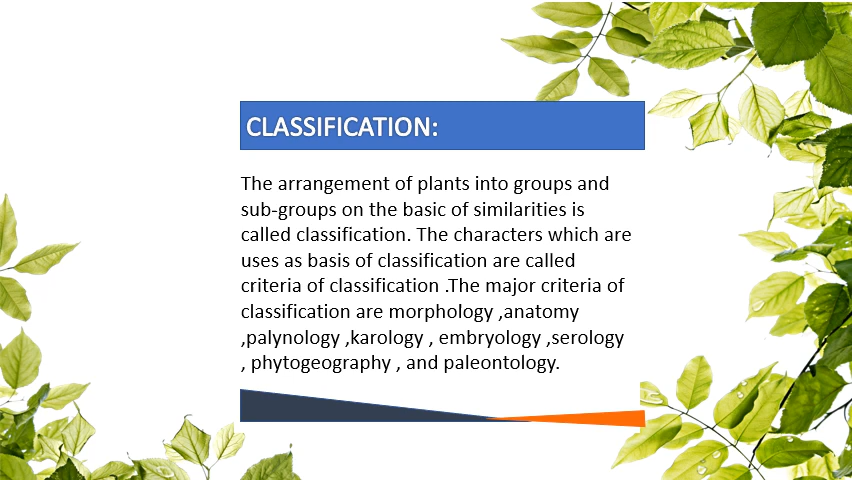 CLASSIFICATION:
The arrangement of plants into groups and
sub-groups on the basic of similarities is
called classification. The characters which are
uses as basis of classification are called
criteria of classification .The major criteria of
classification are morphology ,anatomy
,palynology ,karology , embryology ,serology
, phytogeography , and paleontology.